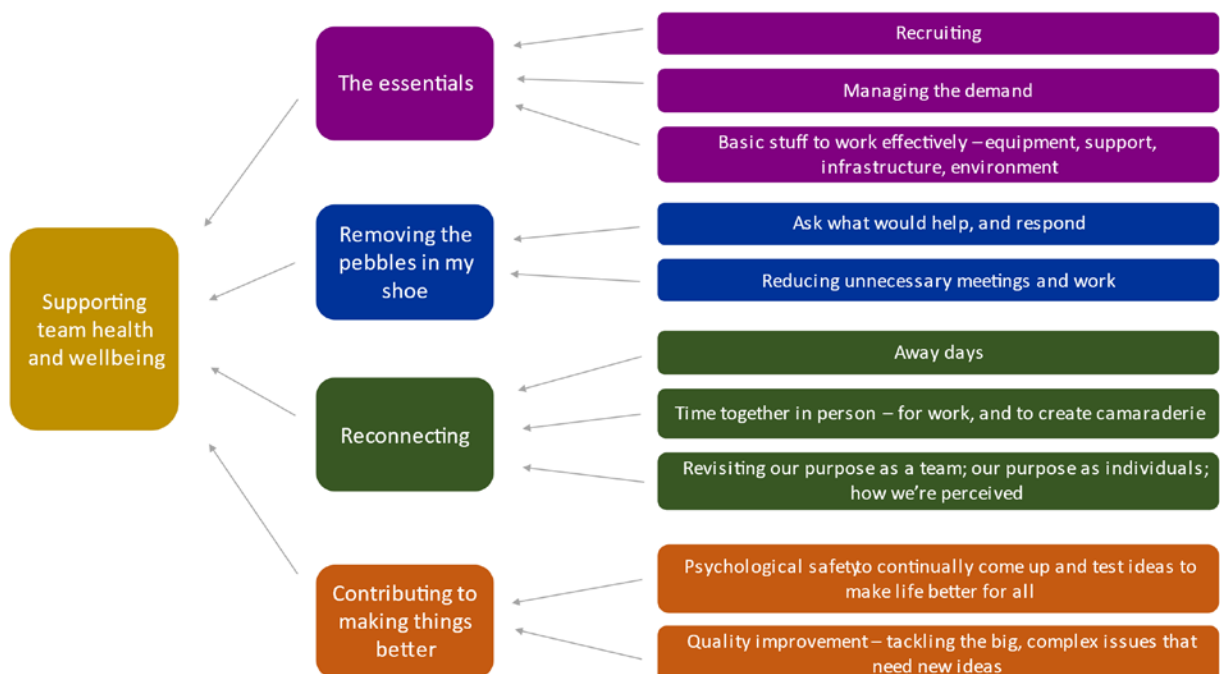 Supporting
team health
and wellbeing
The essentials
Recruiting
Managing the demand
Basic stuff to work effectively – equipment, support,
infrastructure, environment
Removing the
pebbles in my
shoe
Ask what would help, and respond
Reducing unnecessary meetings and work
Reconnecting
Away days
Time together in person – for work, and to create camaraderie
Revisiting our purpose as a team; our purpose as individuals;
how we’re perceived
Contributing to
making things
better
Psychological safety to continually come up and test ideas to
make life better for all
Quality improvement – tackling the big, complex issues that
need new ideas